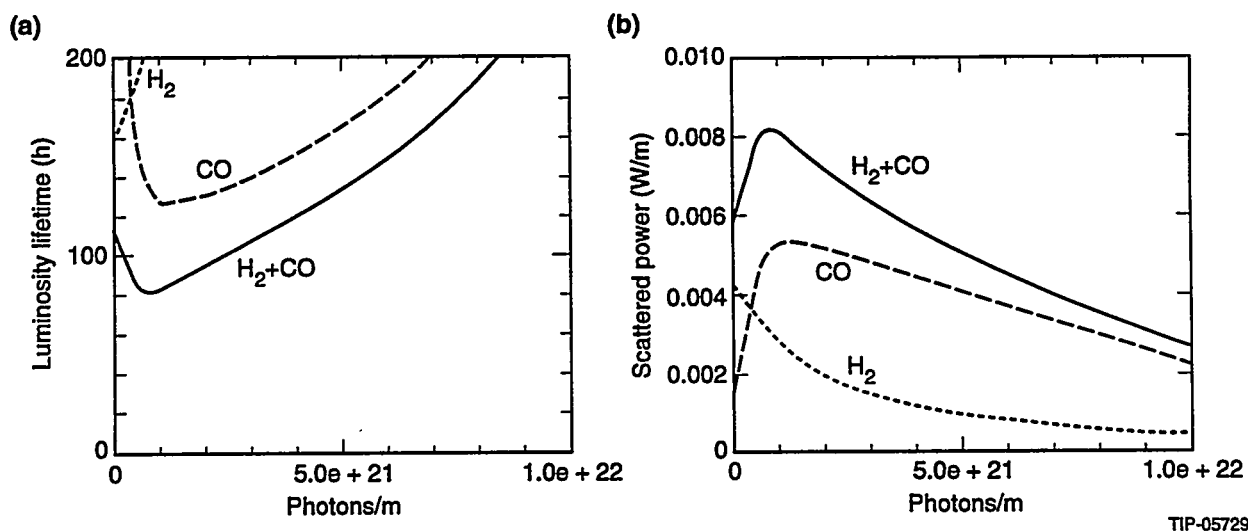 (a)
Luminosity lifetime (h)
200
100
0
H₂
CO
H₂+CO
0
5.0e + 21
1.0e + 22
Photons/m
(b)
Scattered power (W/m)
0.010
0.008
0.006
0.004
0.002
0
H₂+CO
CO
H₂
0
5.0e + 21
1.0e + 22
Photons/m
TIP-05729